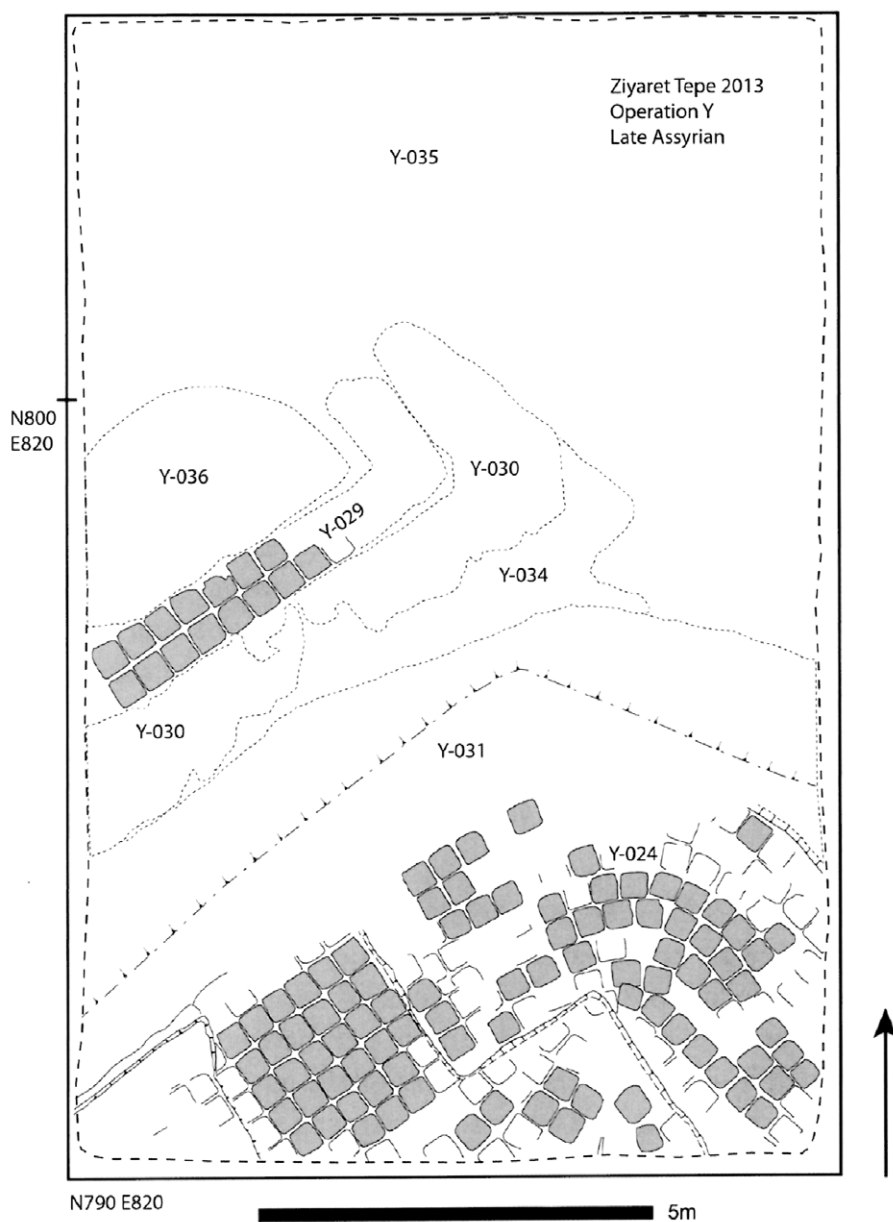 Ziyaret Tepe 2013
Operation Y
Late Assyrian
Y-035
N800
E820
Y-036
Y-030
Y-029
Y-034
Y-030
Y-031
Y-024
N790 E820
5m